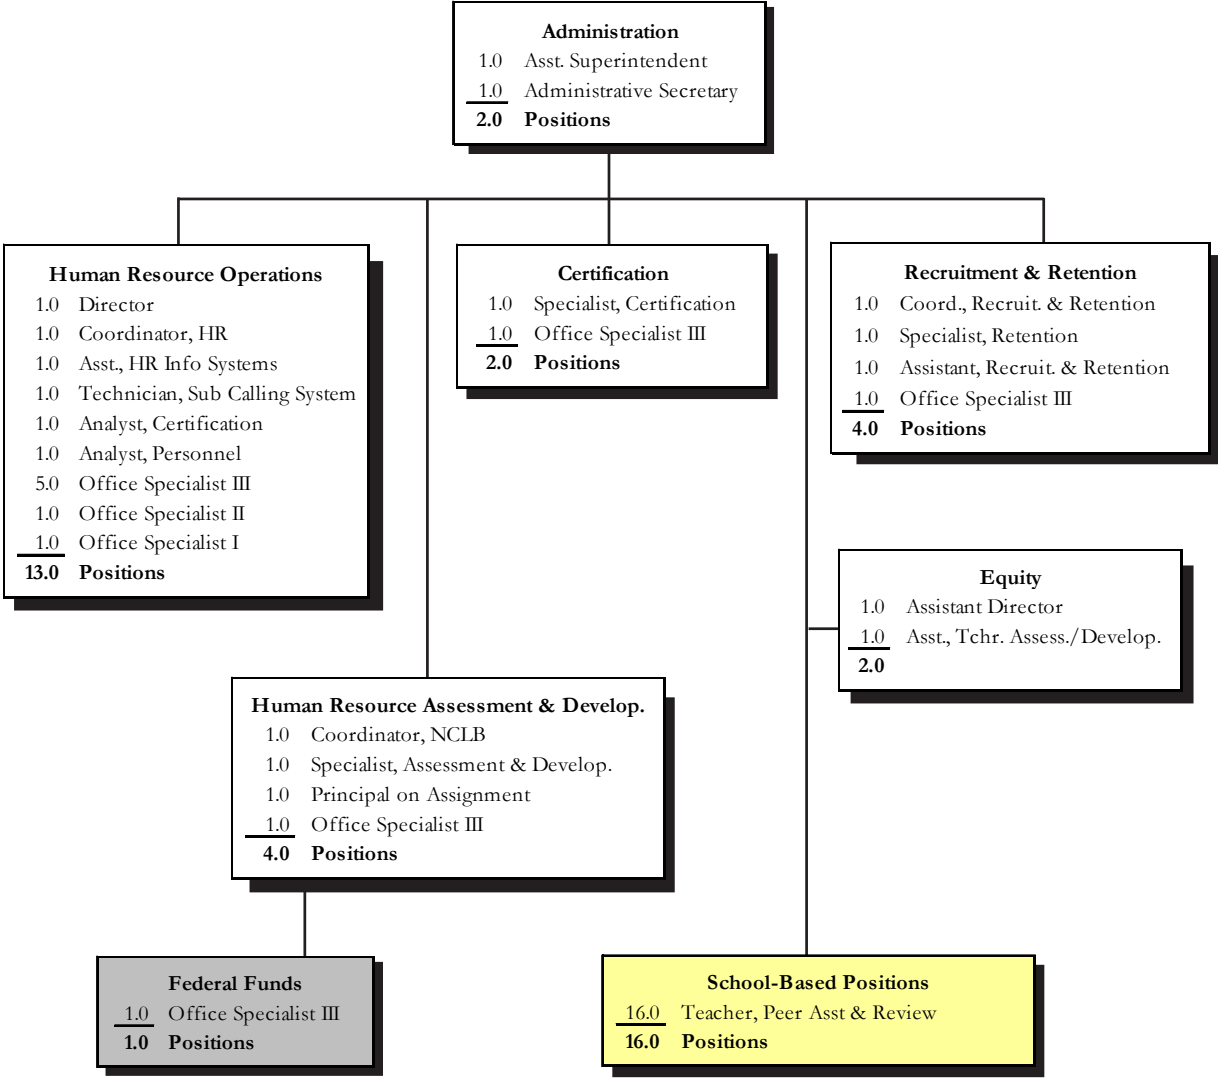 Administration
1.0 Asst. Superintendent
1.0 Administrative Secretary
2.0 Positions
Human Resource Operations
1.0 Director
1.0 Coordinator, HR
1.0 Asst., HR Info Systems
1.0 Technician, Sub Calling System
1.0 Analyst, Certification
1.0 Analyst, Personnel
5.0 Office Specialist III
1.0 Office Specialist II
1.0 Office Specialist I
13.0 Positions
Certification
1.0 Specialist, Certification
1.0 Office Specialist III
2.0 Positions
Recruitment & Retention
1.0 Coord., Recruit. & Retention
1.0 Specialist, Retention
1.0 Assistant, Recruit. & Retention
1.0 Office Specialist III
4.0 Positions
Equity
1.0 Assistant Director
1.0 Asst., Tchr. Assess./Develop.
2.0
Human Resource Assessment & Develop.
1.0 Coordinator, NCLB
1.0 Specialist, Assessment & Develop.
1.0 Principal on Assignment
1.0 Office Specialist III
4.0 Positions
Federal Funds
1.0 Office Specialist III
1.0 Positions
School-Based Positions
16.0 Teacher, Peer Asst & Review
16.0 Positions